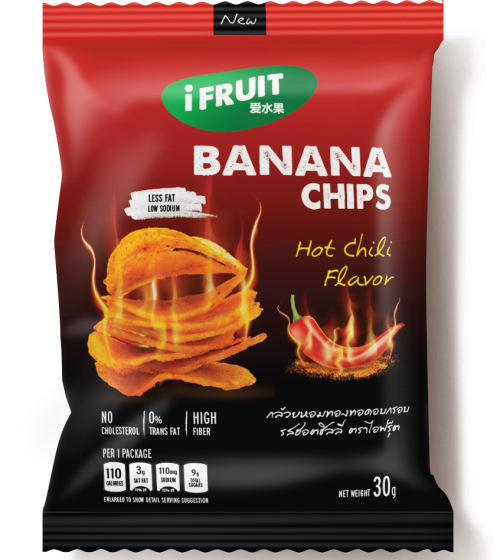 New
iFRUIT
爱水果
BANANA
CHIPS
LESS FAT
LOW SODIUM
Hot Chili
Flavor
NO
CHOLESTEROL
0%
TRANS FAT
HIGH
FIBER
กล้วยหอมทองทอดอบกรอบ
รสฮอตชิลลี่ ตราไอฟรุ๊ต
PER 1 PACKAGE
110
CALORIES
3g
SAT FAT
110mg
SODIUM
9g
TOTAL
SUGARS
ENLARGED TO SHOW DETAIL SERVING SUGGESTION
NET WEIGHT 30g